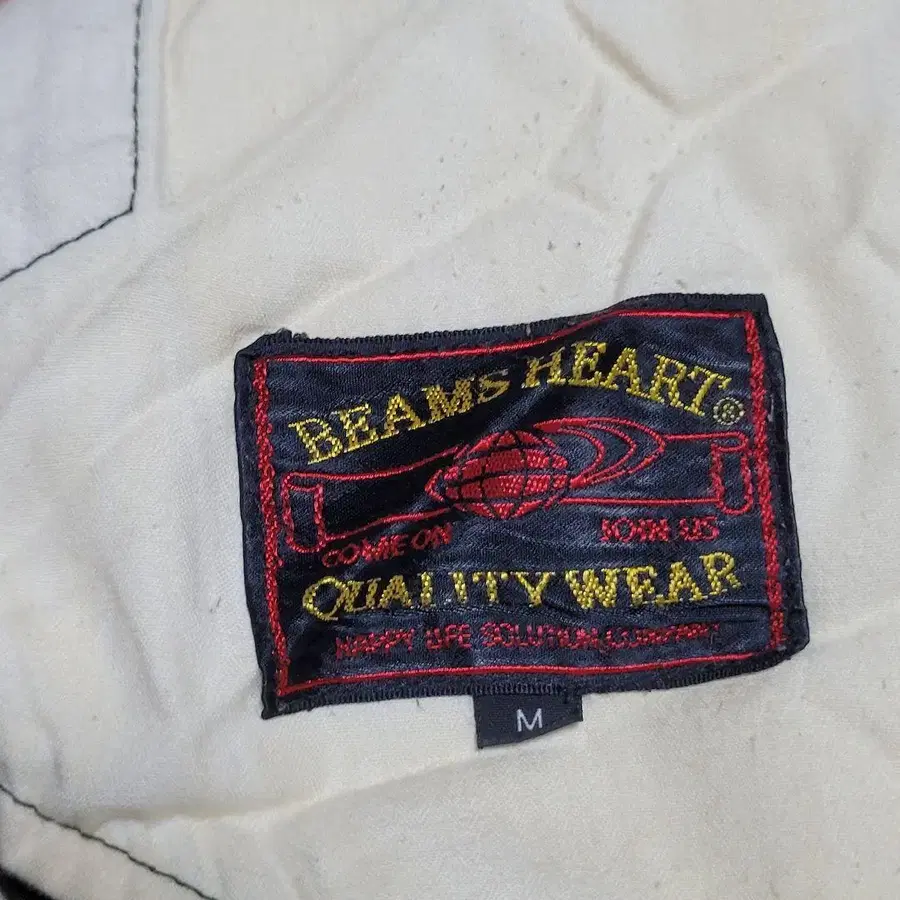 BEAMS HEART®
COME ON JOIN US
QUALITY WEAR
HAPPY LIFE SOLUTION COMPANY
M